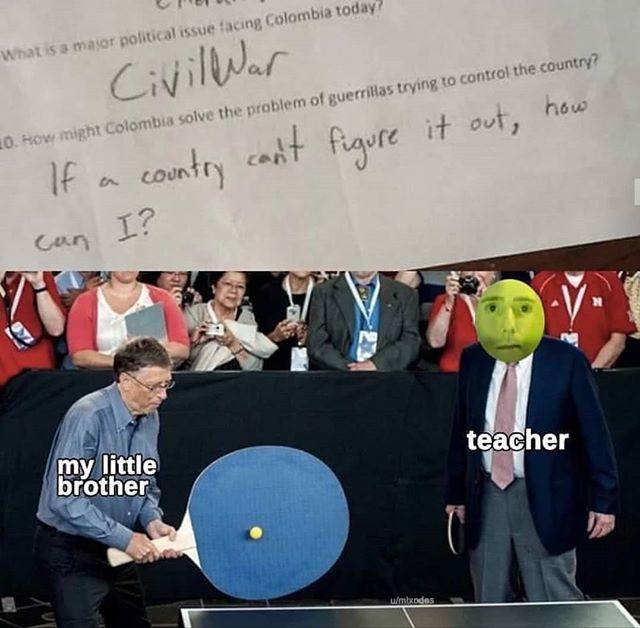 What is a major political issue facing Colombia today?
Civil War
10. How might Colombia solve the problem of guerrillas trying to control the country?
If a country can't figure it out, how
can I?
my little
brother
teacher
N
u/mixodes